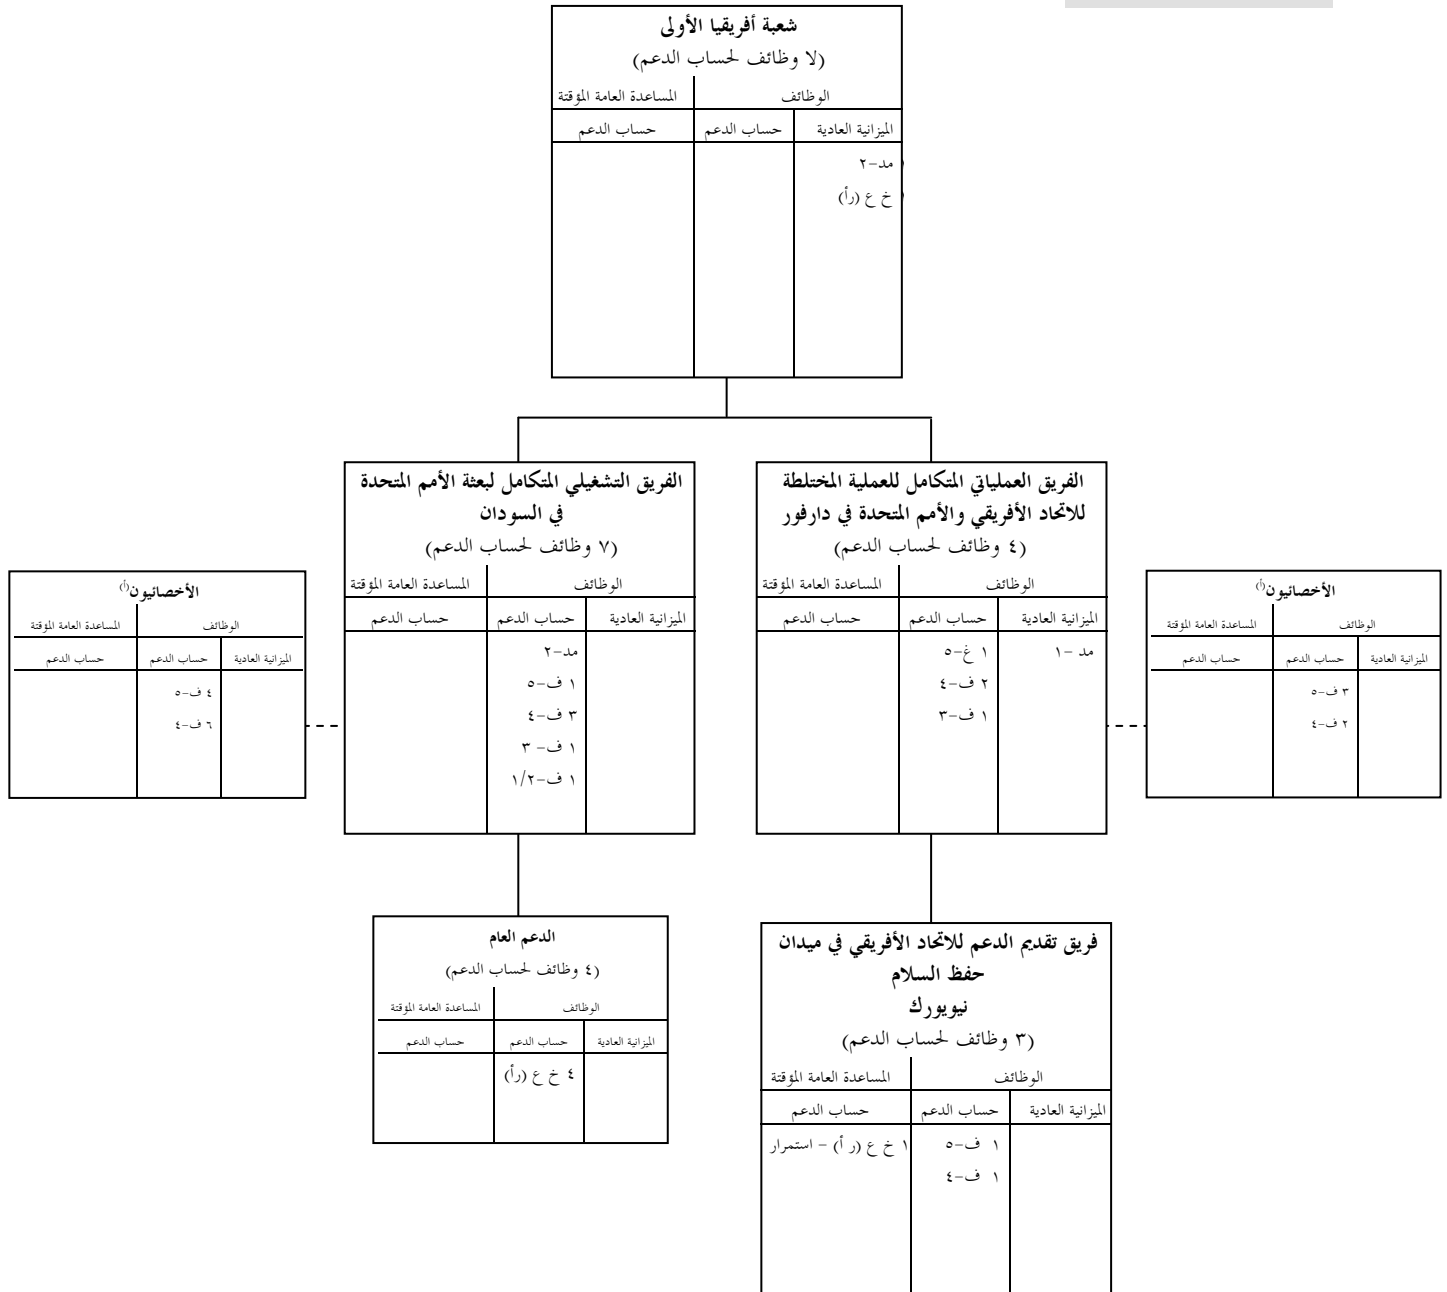 شعبة أفريقيا الأولى
(لا وظائف لحساب الدعم)
الوظائف
المساعدة العامة المؤقتة
الميزانية العادية
حساب الدعم
حساب الدعم
١ مد-٢
١ خ ع (رأ)
الفريق العملياتي المتكامل للعملية المختلطة
للاتحاد الأفريقي والأمم المتحدة في دارفور
(٤ وظائف لحساب الدعم)
الوظائف
المساعدة العامة المؤقتة
الميزانية العادية
حساب الدعم
حساب الدعم
مد -١
١ غ-٥
٢ ف-٤
١ ف-٣
الفريق التشغيلي المتكامل لبعثة الأمم المتحدة
في السودان
(٧ وظائف لحساب الدعم)
الوظائف
المساعدة العامة المؤقتة
الميزانية العادية
حساب الدعم
حساب الدعم
مد-٢
١ ف-٥
٣ ف-٤
١ ف- ٣
١ ف-١/٢
الأخصائيون(أ)
الوظائف
المساعدة العامة المؤقتة
الميزانية العادية
حساب الدعم
حساب الدعم
٣ ف-٥
٢ ف-٤
الأخصائيون(أ)
الوظائف
المساعدة العامة المؤقتة
الميزانية العادية
حساب الدعم
حساب الدعم
٤ ف-٥
٦ ف-٤
فريق تقديم الدعم للاتحاد الأفريقي في ميدان
حفظ السلام
نيويورك
(٣ وظائف لحساب الدعم)
الوظائف
المساعدة العامة المؤقتة
الميزانية العادية
حساب الدعم
حساب الدعم
١ ف-٥
١ ف-٤
١ خ ع (ر أ) - استمرار
الدعم العام
(٤ وظائف لحساب الدعم)
الوظائف
المساعدة العامة المؤقتة
الميزانية العادية
حساب الدعم
حساب الدعم
٤ خ ع (رأ)